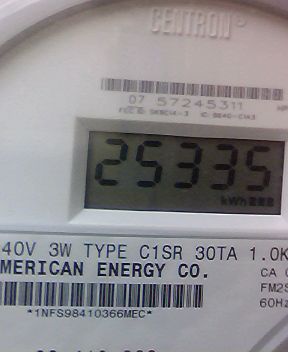 CENTRON®
07 57245311
25335
kWh
40V 3W TYPE C1SR 30TA 1.0K
MERICAN ENERGY CO.
CA
FM2S
60Hz
*1NFS98410366MEC*